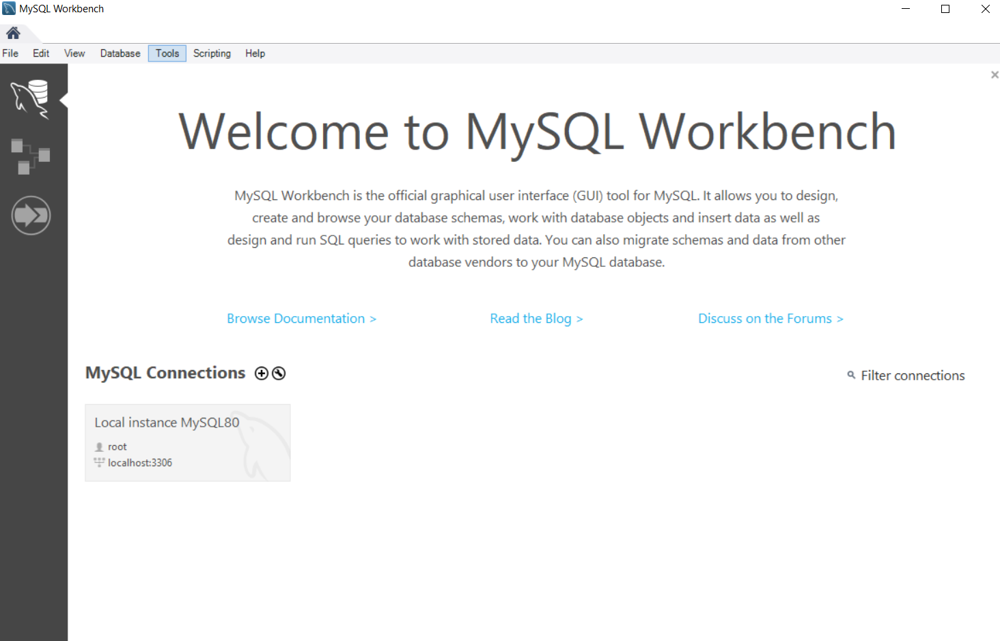 MySQL Workbench
File Edit View Database Tools Scripting Help
Welcome to MySQL Workbench
MySQL Workbench is the official graphical user interface (GUI) tool for MySQL. It allows you to design,
create and browse your database schemas, work with database objects and insert data as well as
design and run SQL queries to work with stored data. You can also migrate schemas and data from other
database vendors to your MySQL database.
Browse Documentation > Read the Blog > Discuss on the Forums >
MySQL Connections Filter connections
Local instance MySQL80
root
localhost:3306